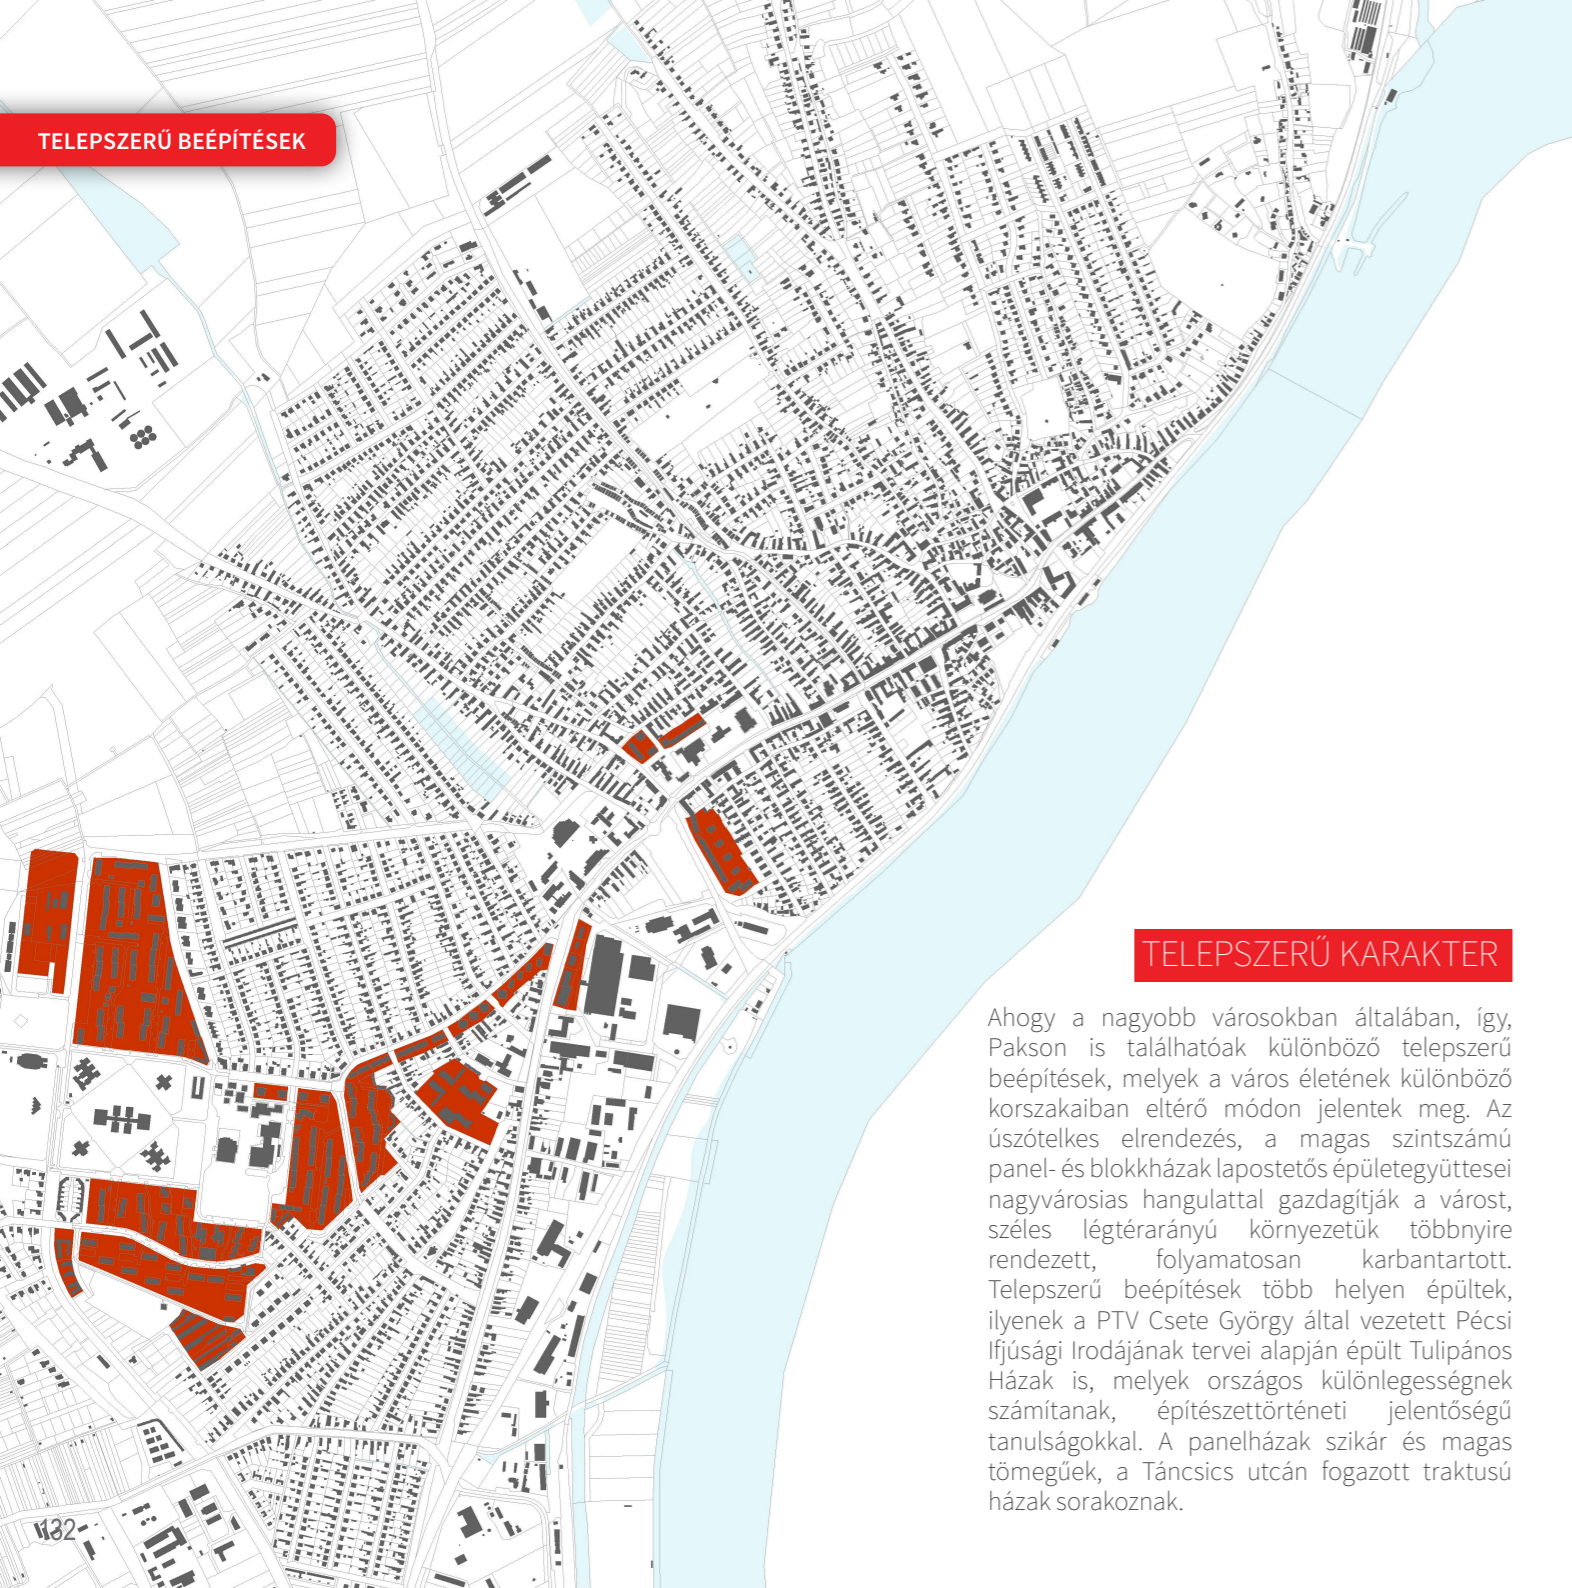 TELEPSZERŰ BEÉPÍTÉSEK
TELEPSZERŰ KARAKTER
Ahogy a nagyobb városokban általában, így,
Pakson is találhatóak különböző telepszerű
beépítések, melyek a város életének különböző
korszakaiban eltérő módon jelentek meg. Az
úszótelkes elrendezés, a magas szintszámú
panel- és blokkházak lapostetős épületegyüttesei
nagyvárosias hangulattal gazdagítják a várost,
széles légtérarányú környezetük többnyire
rendezett, folyamatosan karbantartott.
Telepszerű beépítések több helyen épültek,
ilyenek a PTV Csete György által vezetett Pécsi
Ifjúsági Irodájának tervei alapján épült Tulipános
Házak is, melyek országos különlegességnek
számítanak, építészettörténeti jelentőségű
tanulságokkal. A panelházak szikár és magas
tömegűek, a Táncsics utcán fogazott traktusú
házak sorakoznak.
132